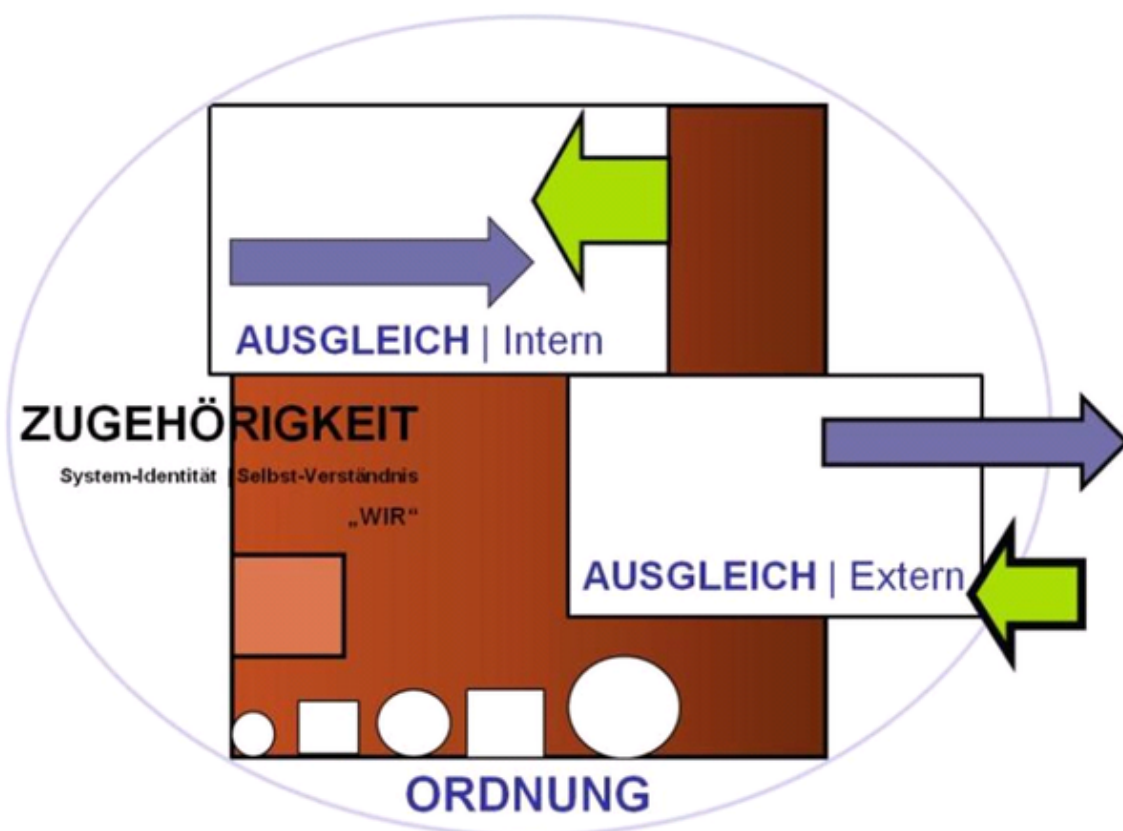 AUSGLEICH | Intern
ZUGEHÖRIGKEIT
System-Identität | Selbst-Verständnis
„WIR“
AUSGLEICH | Extern
ORDNUNG